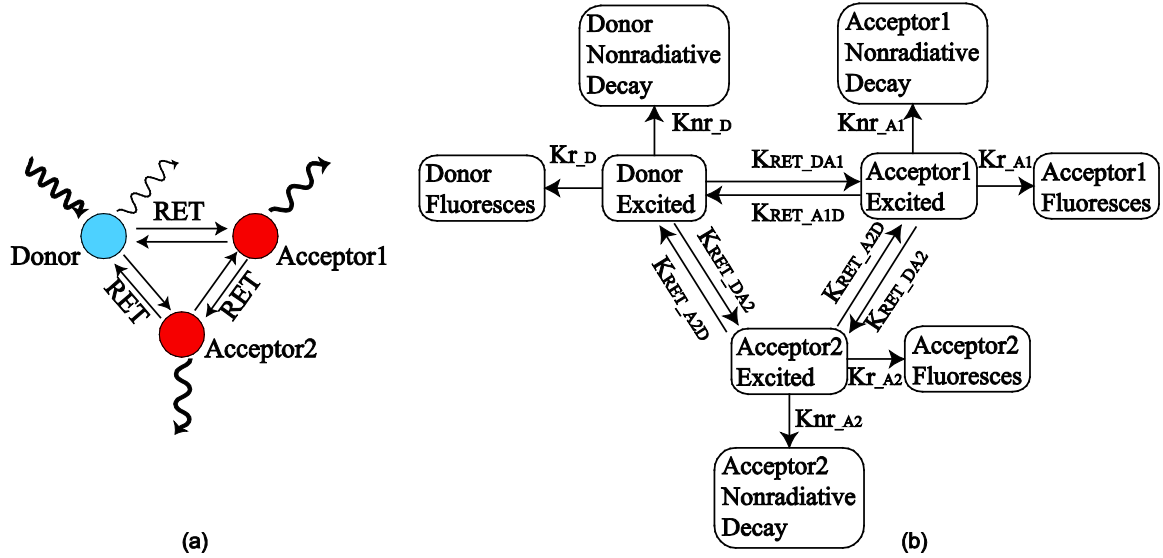 Donor
RET
Acceptor1
RET
RET
Acceptor2
(a)
Donor
Nonradiative
Decay
Acceptor1
Nonradiative
Decay
Knr_D
Knr_A1
Donor
Fluoresces
Kr_D
Donor
Excited
KRET_DA1
KRET_A1D
Acceptor1
Excited
Kr_A1
Acceptor1
Fluoresces
KRET_DA2
KRET_A2D
KRET_A2D
KRET_DA2
Acceptor2
Excited
Kr_A2
Acceptor2
Fluoresces
Knr_A2
Acceptor2
Nonradiative
Decay
(b)